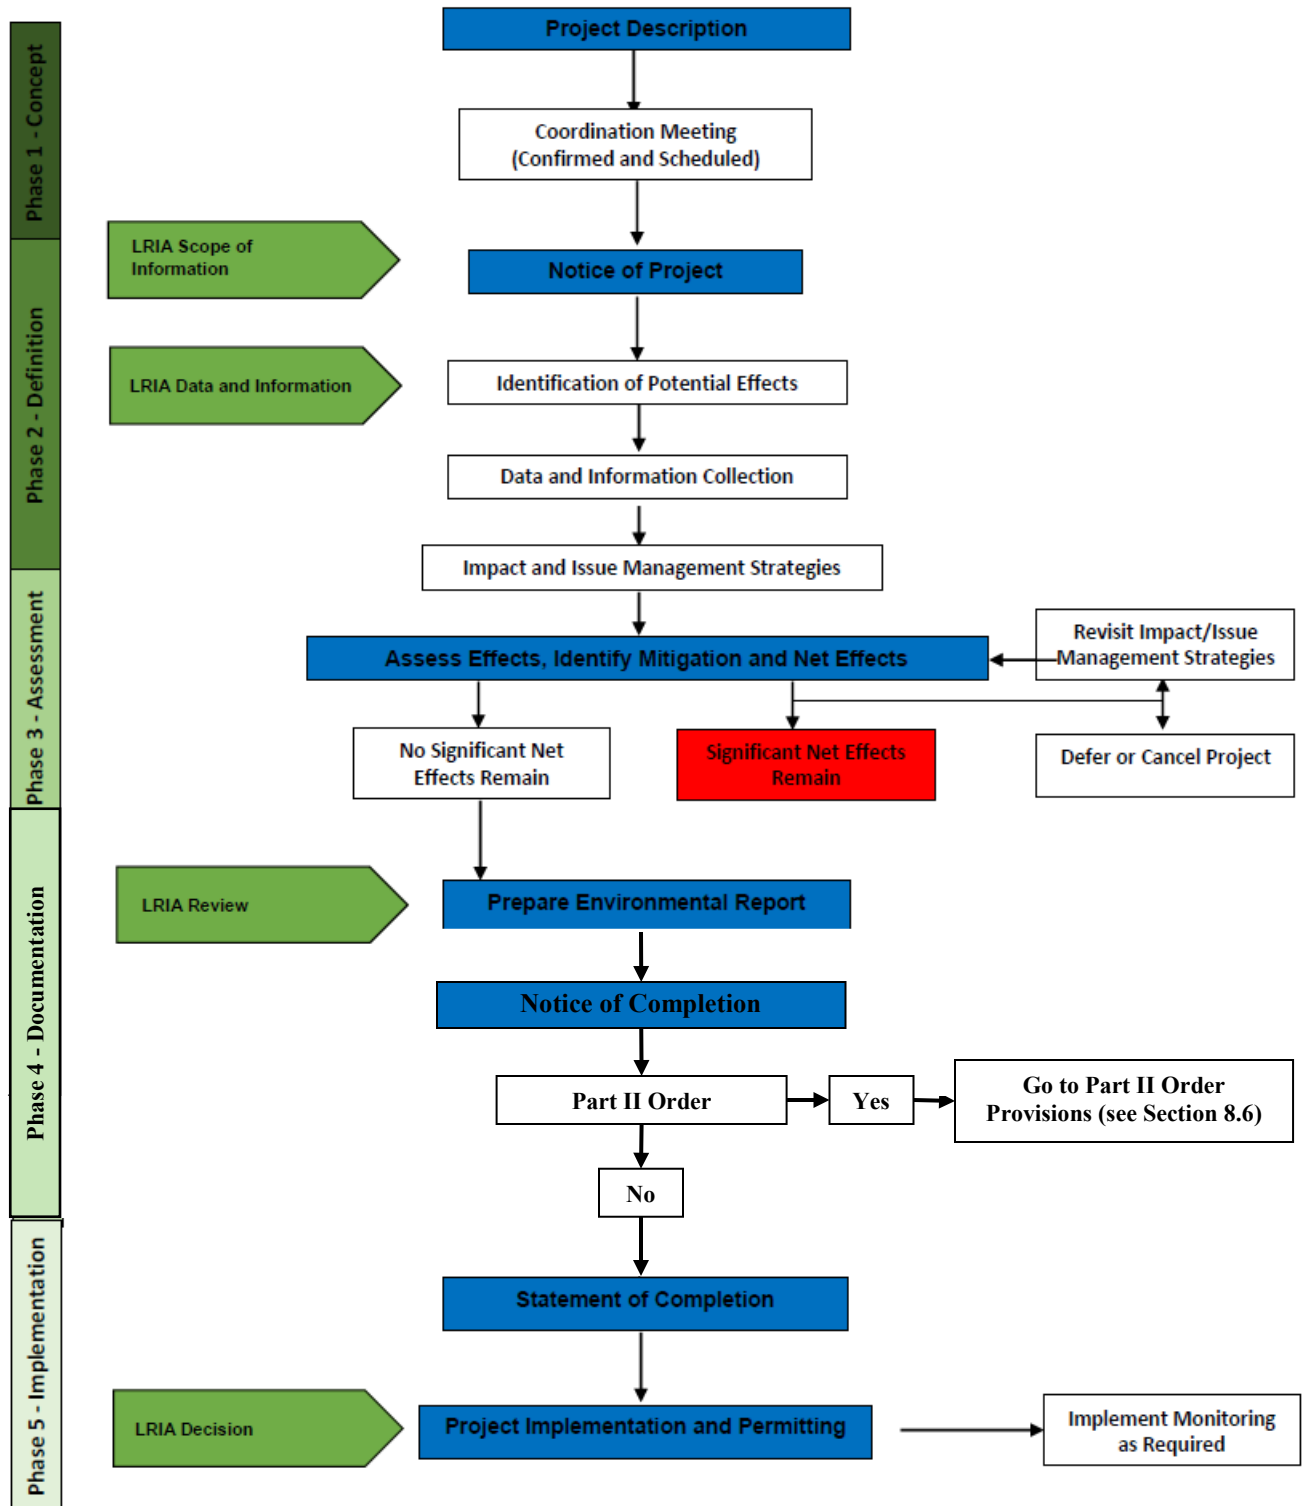 Project Description
Phase 1 - Concept
Coordination Meeting
(Confirmed and Scheduled)
LRIA Scope of
Information
Notice of Project
Phase 2 - Definition
LRIA Data and Information
Identification of Potential Effects
Data and Information Collection
Impact and Issue Management Strategies
Phase 3 - Assessment
Assess Effects, Identify Mitigation and Net Effects
Revisit Impact/Issue
Management Strategies
No Significant Net
Effects Remain
Significant Net Effects
Remain
Defer or Cancel Project
Phase 4 - Documentation
LRIA Review
Prepare Environmental Report
Notice of Completion
Part II Order
Yes
Go to Part II Order
Provisions (see Section 8.6)
No
Phase 5 - Implementation
Statement of Completion
LRIA Decision
Project Implementation and Permitting
Implement Monitoring
as Required